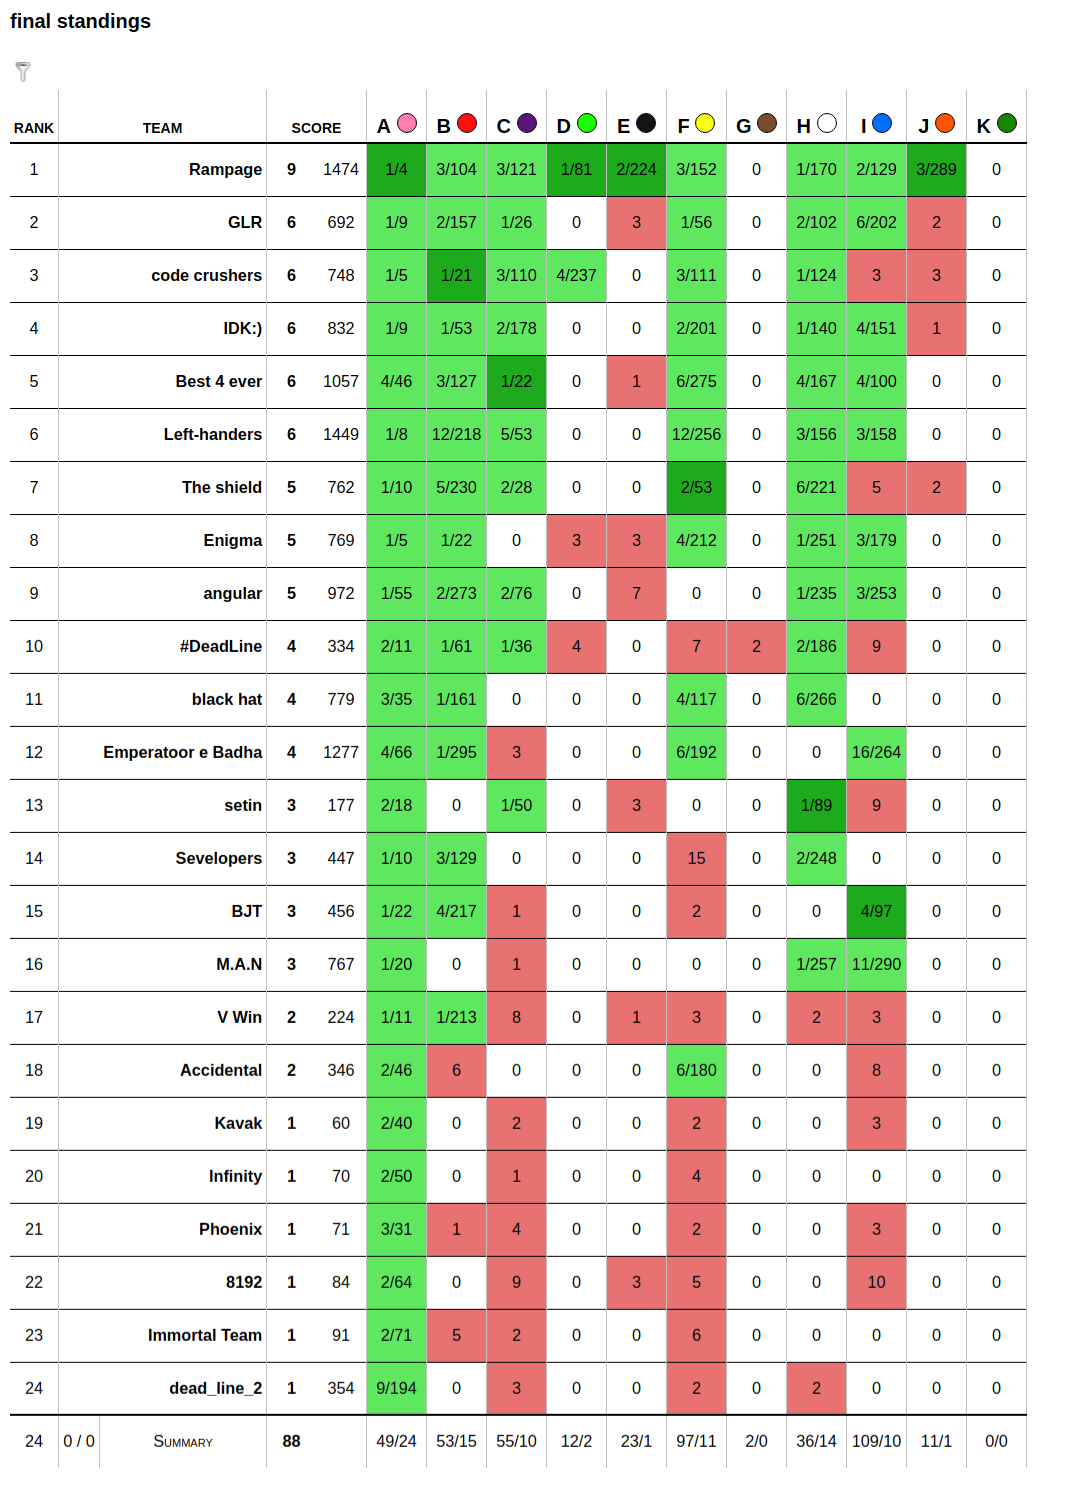 final standings
RANK TEAM SCORE A B C D E F G H I J K
1 Rampage 9 1474 1/4 3/104 3/121 1/81 2/224 3/152 0 1/170 2/129 3/289 0
2 GLR 6 692 1/9 2/157 1/26 0 3 1/56 0 2/102 6/202 2 0
3 code crushers 6 748 1/5 1/21 3/110 4/237 0 3/111 0 1/124 3 3 0
4 IDK:) 6 832 1/9 1/53 2/178 0 0 2/201 0 1/140 4/151 1 0
5 Best 4 ever 6 1057 4/46 3/127 1/22 0 1 6/275 0 4/167 4/100 0 0
6 Left-handers 6 1449 1/8 12/218 5/53 0 0 12/256 0 3/156 3/158 0 0
7 The shield 5 762 1/10 5/230 2/28 0 0 2/53 0 6/221 5 2 0
8 Enigma 5 769 1/5 1/22 0 3 3 4/212 0 1/251 3/179 0 0
9 angular 5 972 1/55 2/273 2/76 0 7 0 0 1/235 3/253 0 0
10 #DeadLine 4 334 2/11 1/61 1/36 4 0 7 2 2/186 9 0 0
11 black hat 4 779 3/35 1/161 0 0 0 4/117 0 6/266 0 0 0
12 Emperatoor e Badha 4 1277 4/66 1/295 3 0 0 6/192 0 0 16/264 0 0
13 setin 3 177 2/18 0 1/50 0 3 0 0 1/89 9 0 0
14 Sevelopers 3 447 1/10 3/129 0 0 0 15 0 2/248 0 0 0
15 BJT 3 456 1/22 4/217 1 0 0 2 0 0 4/97 0 0
16 M.A.N 3 767 1/20 0 1 0 0 0 0 1/257 11/290 0 0
17 V Win 2 224 1/11 1/213 8 0 1 3 0 2 3 0 0
18 Accidental 2 346 2/46 6 0 0 0 6/180 0 0 8 0 0
19 Kavak 1 60 2/40 0 2 0 0 2 0 0 3 0 0
20 Infinity 1 70 2/50 0 1 0 0 4 0 0 0 0 0
21 Phoenix 1 71 3/31 1 4 0 0 2 0 0 3 0 0
22 8192 1 84 2/64 0 9 0 3 5 0 0 10 0 0
23 Immortal Team 1 91 2/71 5 2 0 0 6 0 0 0 0 0
24 dead_line_2 1 354 9/194 0 3 0 0 2 0 2 0 0 0
24 0 / 0 Summary 88 49/24 53/15 55/10 12/2 23/1 97/11 2/0 36/14 109/10 11/1 0/0